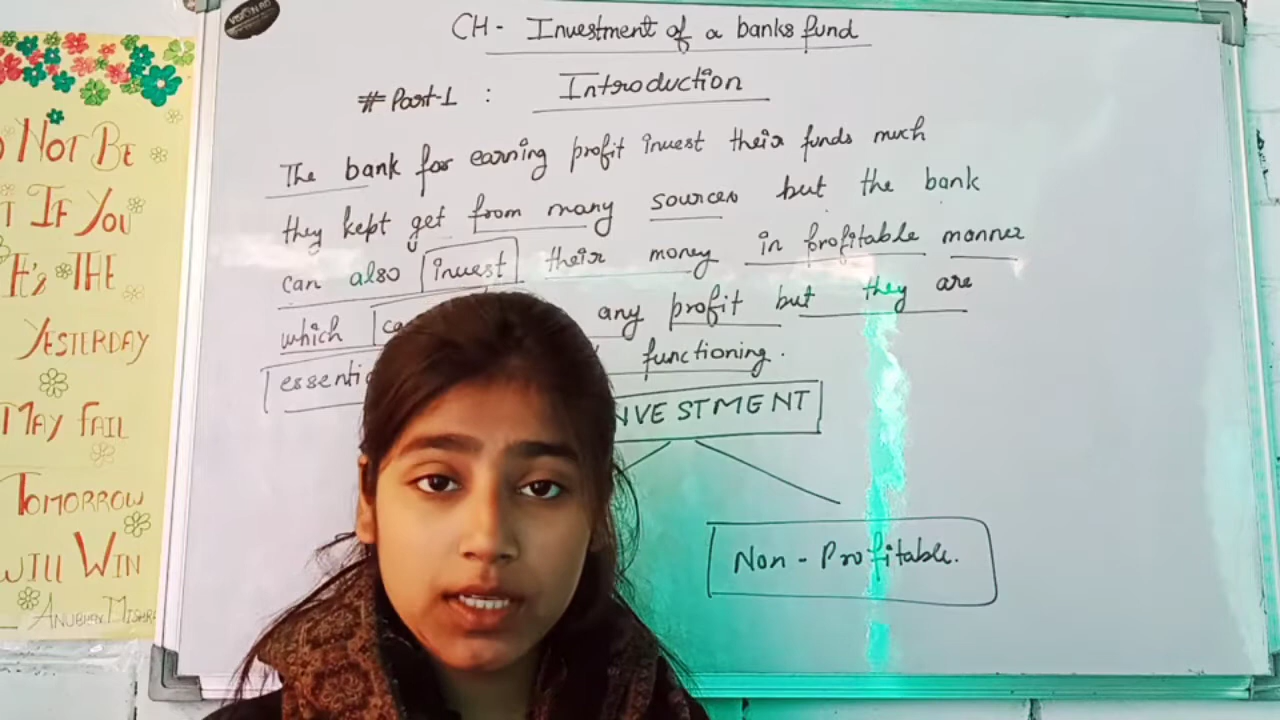 CH - Investment of a banks fund
# Part-1 : Introduction
The bank for earning profit invest their funds much
they kept get from many sources but the bank
can also invest their money in profitable manner
which any profit but they are
functioning.
Non - Profitable.
NOT BE
IF YOU
It's THE
YESTERDAY
MAY FAIL
TOMORROW
WILL WIN